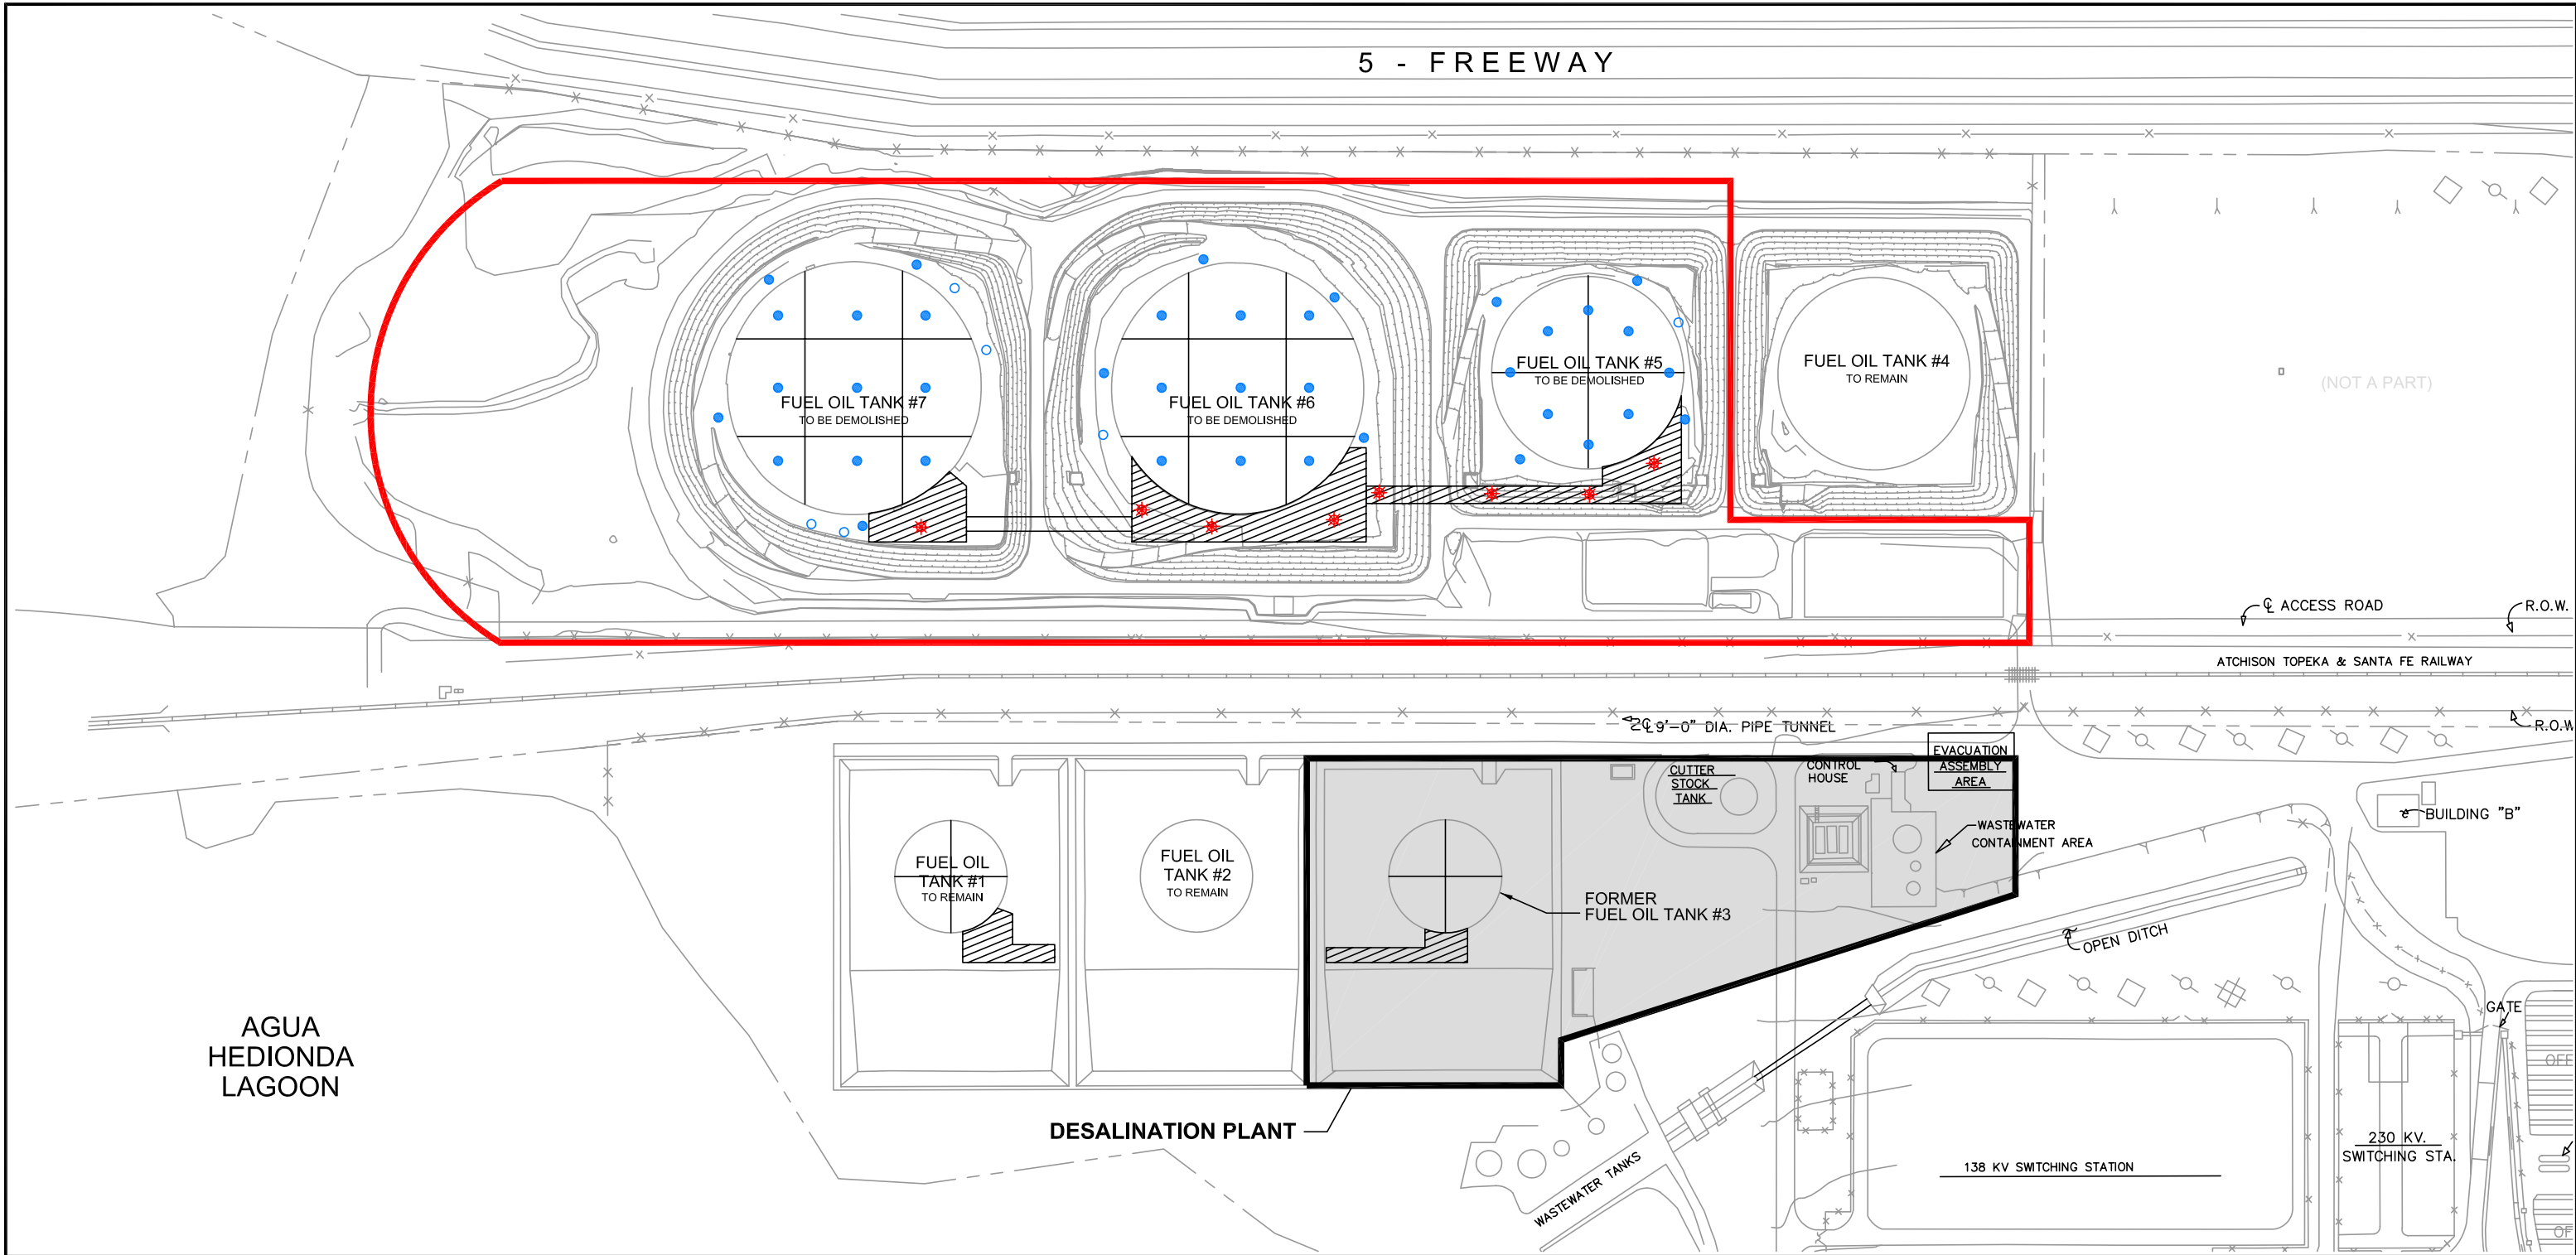 5 - FREEWAY
FUEL OIL TANK #7
TO BE DEMOLISHED
FUEL OIL TANK #6
TO BE DEMOLISHED
FUEL OIL TANK #5
TO BE DEMOLISHED
FUEL OIL TANK #4
TO REMAIN
(NOT A PART)
℄ ACCESS ROAD
R.O.W.
ATCHISON TOPEKA & SANTA FE RAILWAY
℄ 9'-0" DIA. PIPE TUNNEL
R.O.W
FUEL OIL
TANK #1
TO REMAIN
FUEL OIL
TANK #2
TO REMAIN
FORMER
FUEL OIL TANK #3
CUTTER
STOCK
TANK
CONTROL
HOUSE
EVACUATION
ASSEMBLY
AREA
WASTEWATER
CONTAINMENT AREA
BUILDING "B"
OPEN DITCH
GATE
AGUA
HEDIONDA
LAGOON
DESALINATION PLANT
WASTEWATER TANKS
138 KV SWITCHING STATION
230 KV.
SWITCHING STA.
OFF
OF